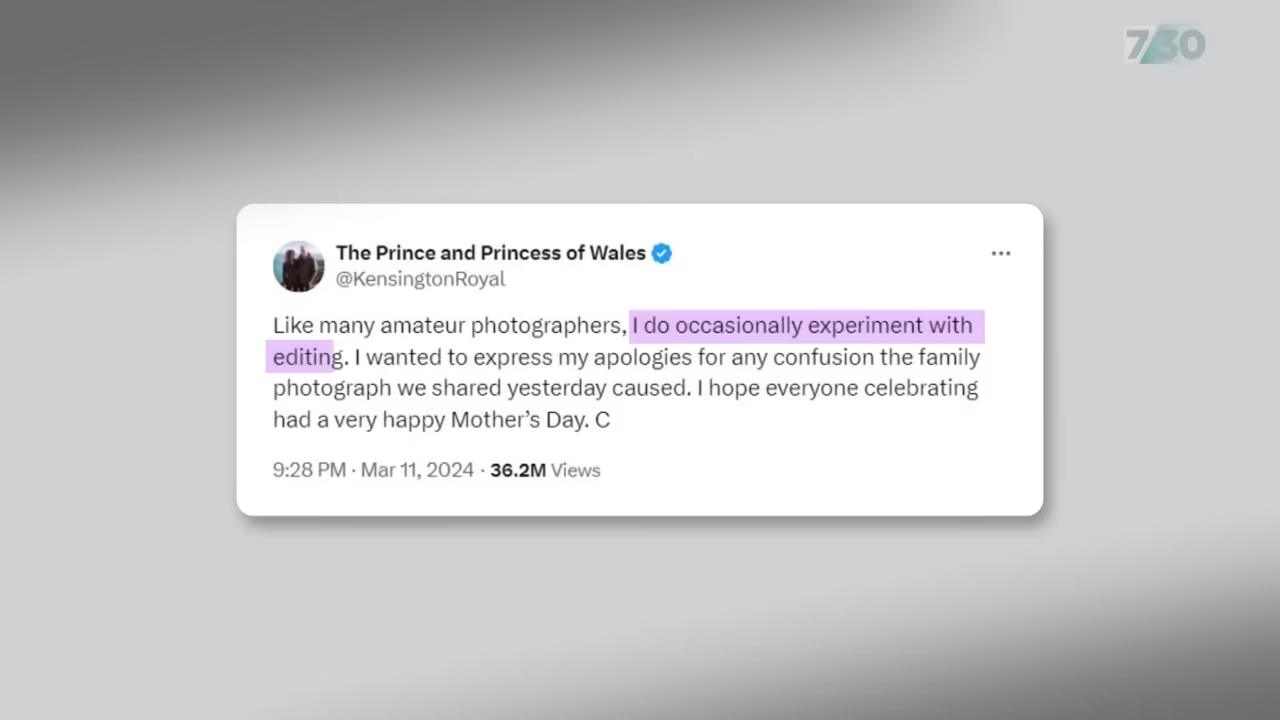 7/30
The Prince and Princess of Wales
@KensingtonRoyal
Like many amateur photographers, I do occasionally experiment with
editing. I wanted to express my apologies for any confusion the family
photograph we shared yesterday caused. I hope everyone celebrating
had a very happy Mother’s Day. C
9:28 PM · Mar 11, 2024 · 36.2M Views